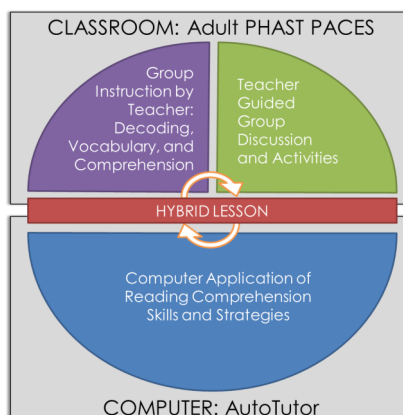 CLASSROOM: Adult PHAST PACES
Group
Instruction by
Teacher:
Decoding,
Vocabulary, and
Comprehension
Teacher
Guided
Group
Discussion
and Activities
HYBRID LESSON
Computer Application of
Reading Comprehension
Skills and Strategies
COMPUTER: AutoTutor